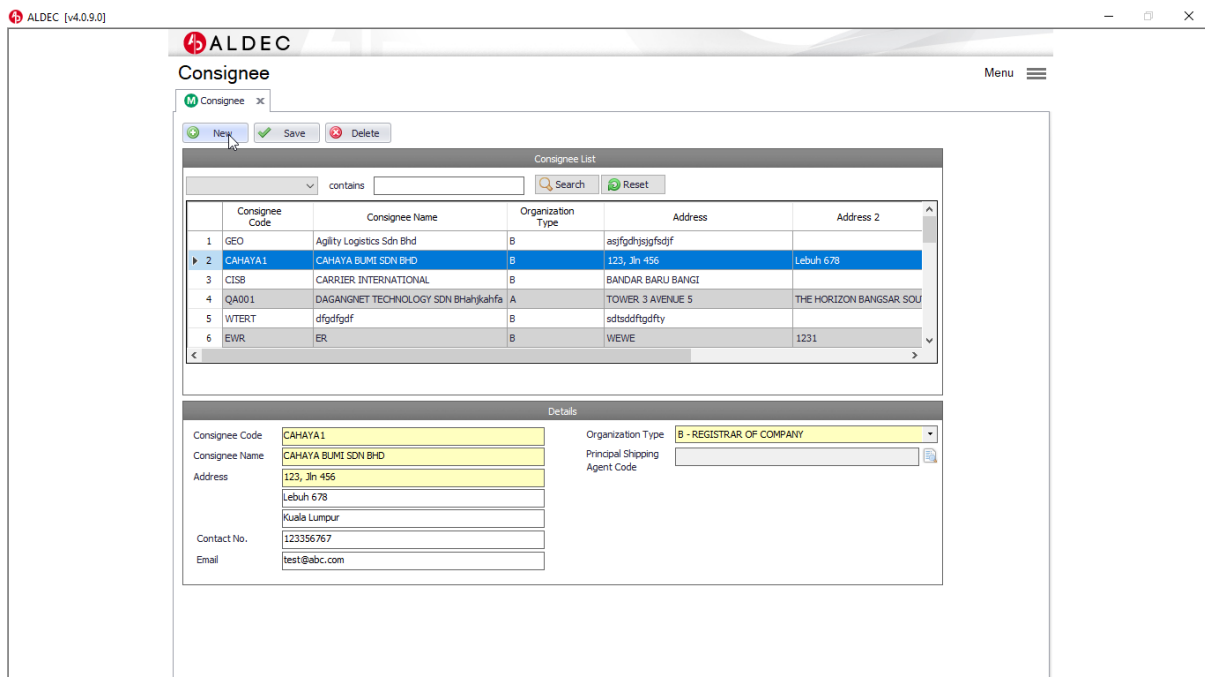 ALDEC [v4.0.9.0]
ALDEC
Consignee
Menu
M Consignee
New Save Delete
Consignee List
contains Search Reset
Consignee Code Consignee Name Organization Type Address Address 2
1 GEO Agility Logistics Sdn Bhd B asjfgdhjsjgfsdjf
2 CAHAYA1 CAHAYA BUMI SDN BHD B 123, Jln 456 Lebuh 678
3 CISB CARRIER INTERNATIONAL B BANDAR BARU BANGI
4 QA001 DAGANGNET TECHNOLOGY SDN BHahjkahfa A TOWER 3 AVENUE 5 THE HORIZON BANGSAR SOU
5 WTERT dfgdfgdf B sdtsddftgdfty
6 EWR ER B WEWE 1231
Details
Consignee Code CAHAYA1 Organization Type B - REGISTRAR OF COMPANY
Consignee Name CAHAYA BUMI SDN BHD Principal Shipping Agent Code
Address 123, Jln 456
Lebuh 678
Kuala Lumpur
Contact No. 123356767
Email test@abc.com